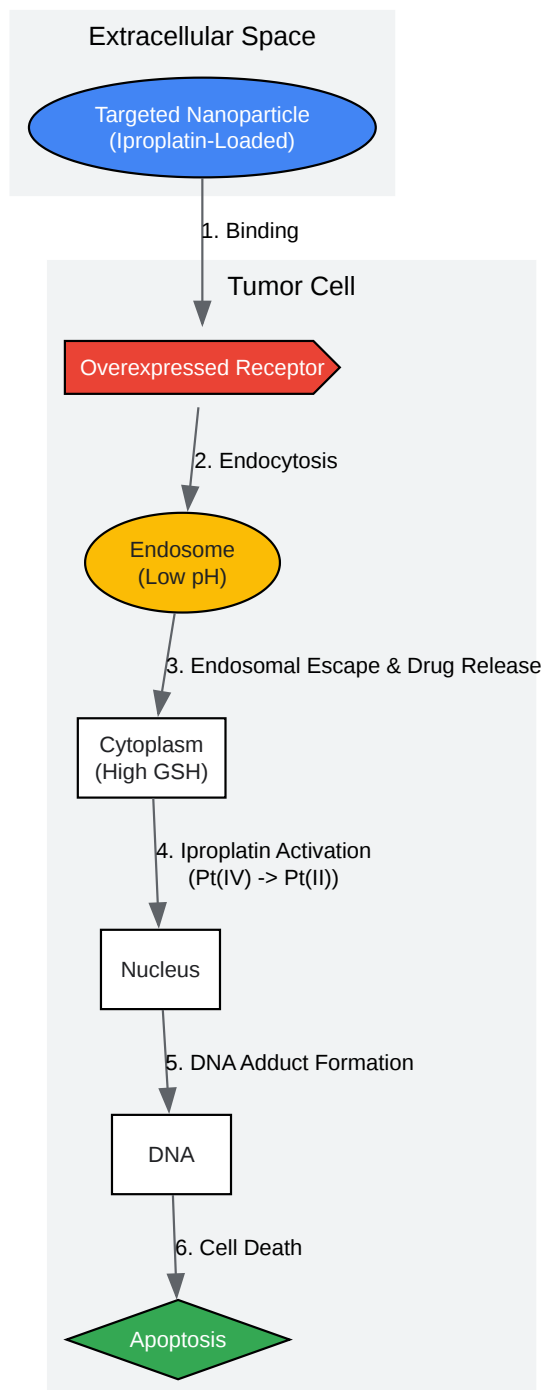 Extracellular Space
Targeted Nanoparticle
(Iproplatin-Loaded)
1. Binding
Tumor Cell
Overexpressed Receptor
2. Endocytosis
Endosome
(Low pH)
3. Endosomal Escape & Drug Release
Cytoplasm
(High GSH)
4. Iproplatin Activation
(Pt(IV) -> Pt(II))
Nucleus
5. DNA Adduct Formation
DNA
6. Cell Death
Apoptosis